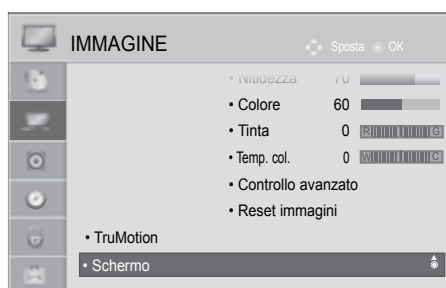 IMMAGINE
Sposta OK
• Nitidezza 70
• Colore 60
• Tinta 0 R G
• Temp. col. 0 W C
• Controllo avanzato
• Reset immagini
• TruMotion
• Schermo